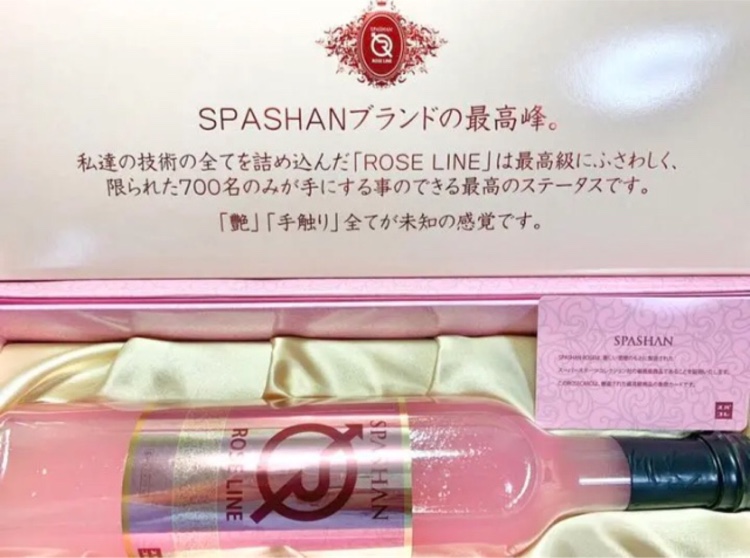 SPASHAN
ROSE LINE
SPASHANブランドの最高峰。
私達の技術の全てを詰め込んだ「ROSE LINE」は最高級にふさわしく、
限られた700名のみが手にする事のできる最高のステータスです。
「艶」「手触り」全てが未知の感覚です。
SPASHAN
スパ
コレ
SPASHAN
ROSE LINE